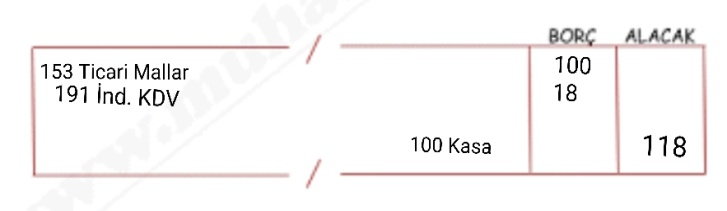 BORÇ ALACAK
153 Ticari Mallar 100
191 İnd. KDV 18
100 Kasa 118